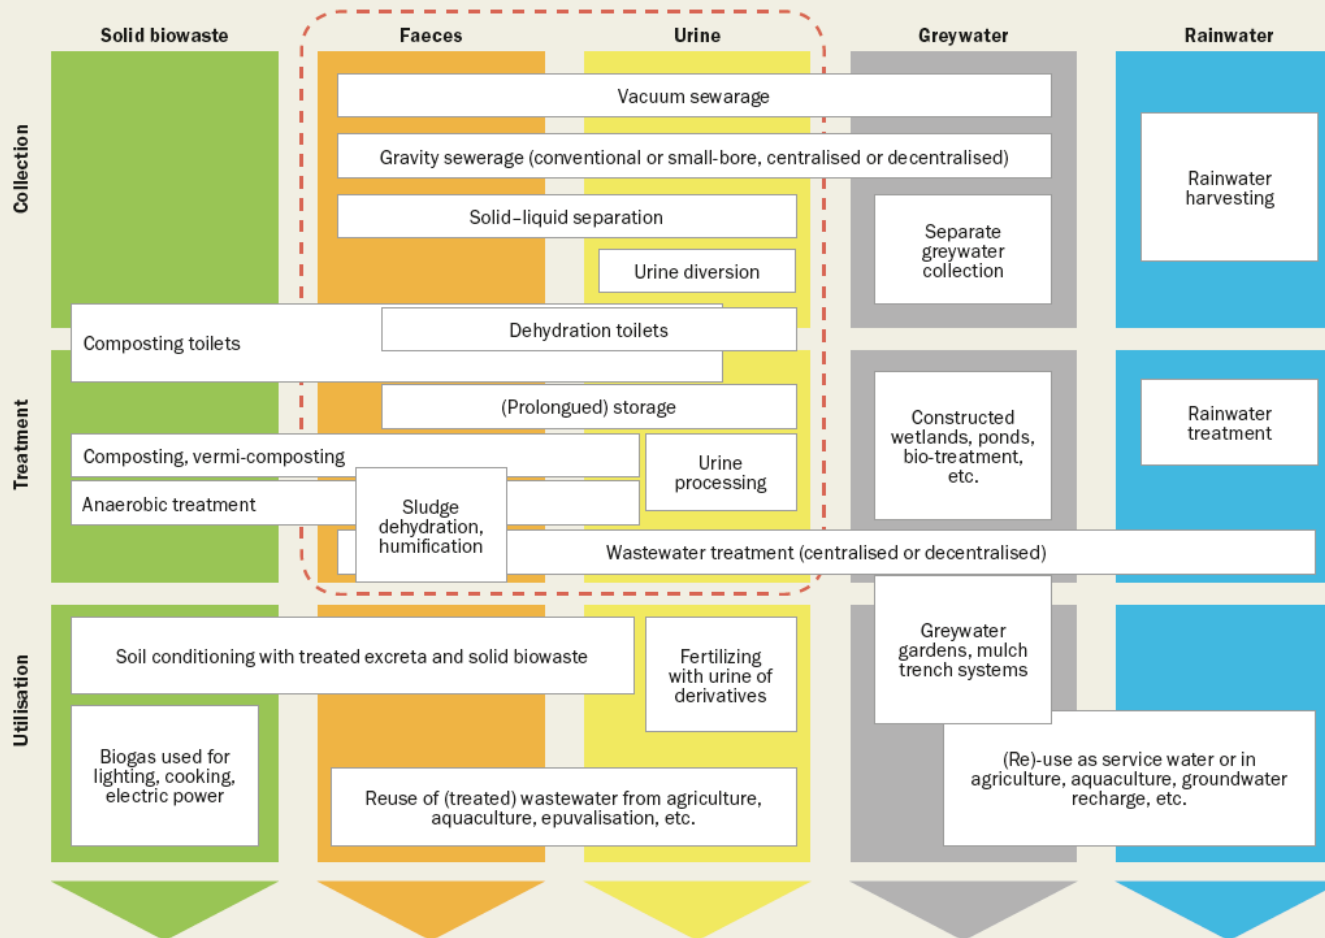 Solid biowaste
Faeces
Urine
Greywater
Rainwater
Collection
Vacuum sewarage
Gravity sewerage (conventional or small-bore, centralised or decentralised)
Solid–liquid separation
Urine diversion
Separate
greywater
collection
Rainwater
harvesting
Composting toilets
Dehydration toilets
Treatment
(Prolongued) storage
Composting, vermi-composting
Urine
processing
Anaerobic treatment
Sludge
dehydration,
humification
Constructed
wetlands, ponds,
bio-treatment,
etc.
Rainwater
treatment
Wastewater treatment (centralised or decentralised)
Utilisation
Soil conditioning with treated excreta and solid biowaste
Fertilizing
with urine of
derivatives
Greywater
gardens, mulch
trench systems
Biogas used for
lighting, cooking,
electric power
Reuse of (treated) wastewater from agriculture,
aquaculture, epuvalisation, etc.
(Re)-use as service water or in
agriculture, aquaculture, groundwater
recharge, etc.